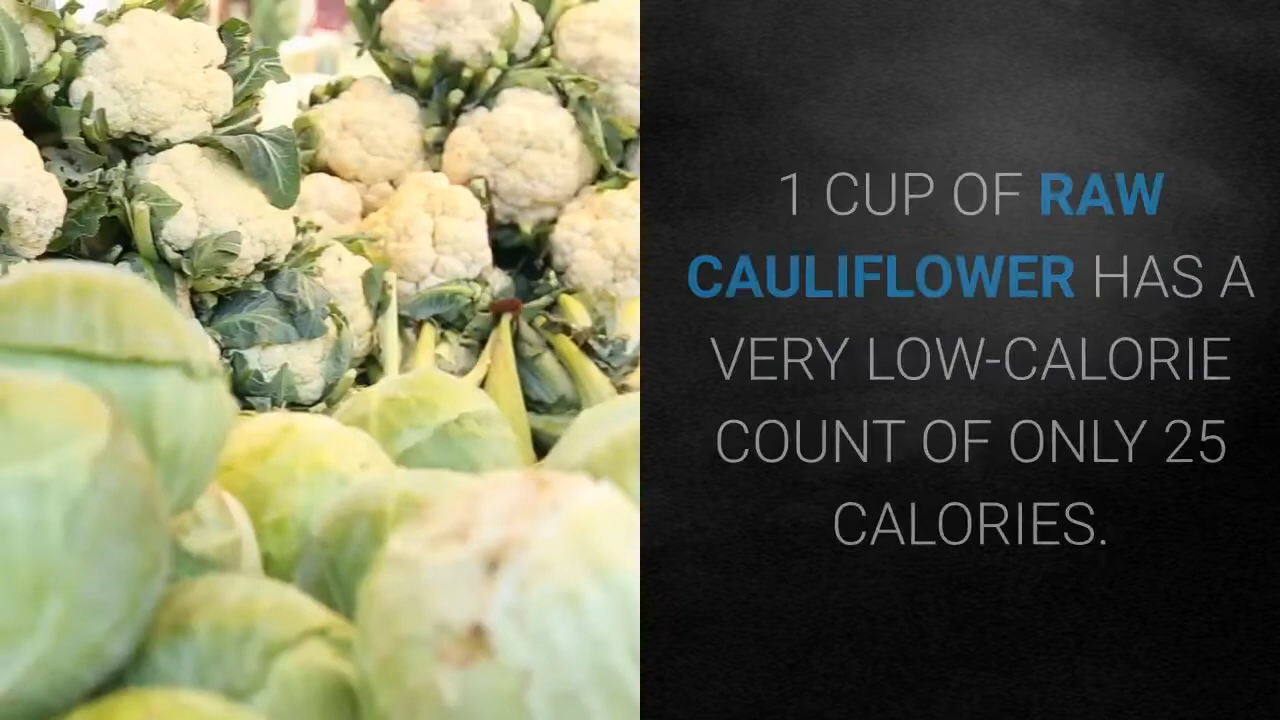 1 CUP OF RAW
CAULIFLOWER HAS A
VERY LOW-CALORIE
COUNT OF ONLY 25
CALORIES.